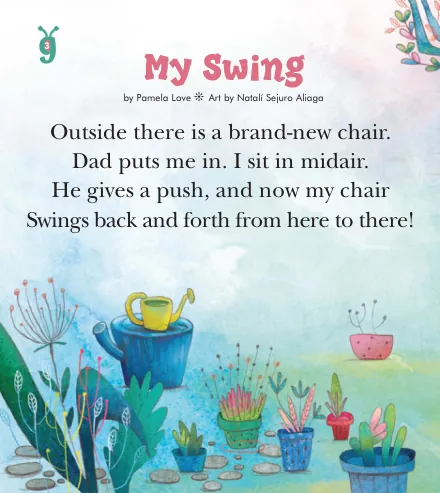 3
My Swing
by Pamela Love ☼ Art by Natalí Sejuro Aliaga
Outside there is a brand-new chair.
Dad puts me in. I sit in midair.
He gives a push, and now my chair
Swings back and forth from here to there!